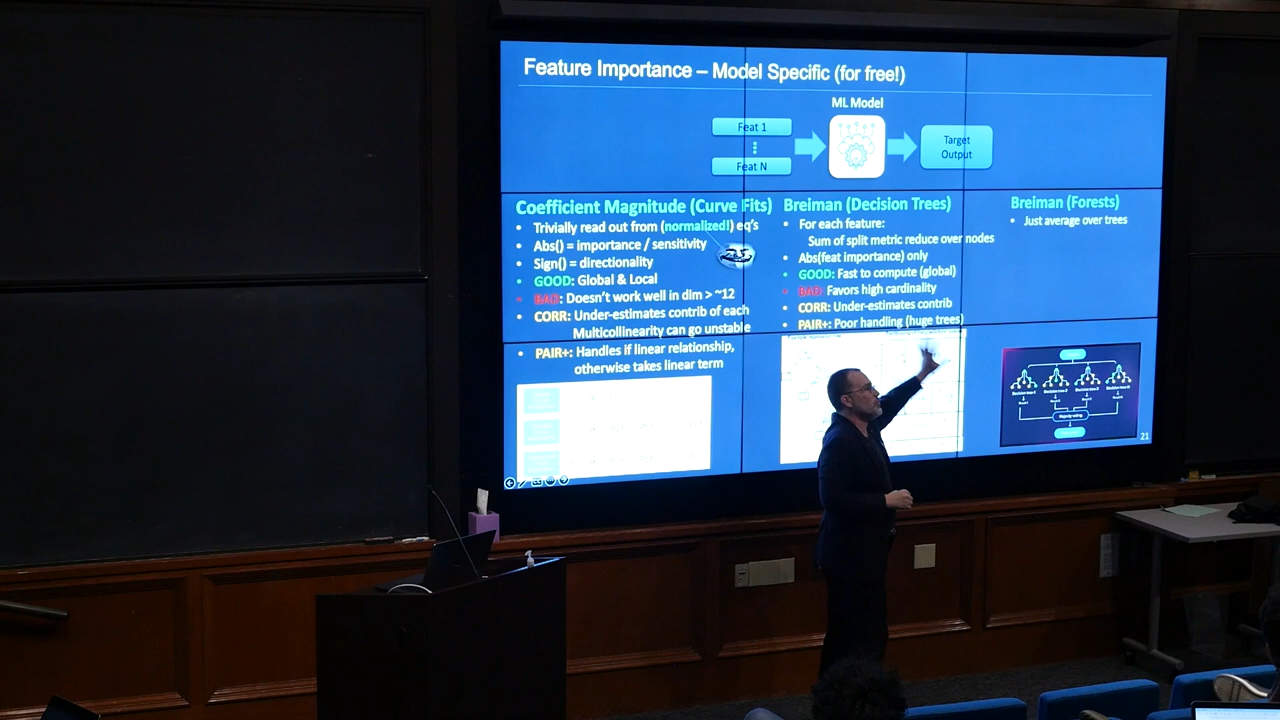 Feature Importance – Model Specific (for free!)
ML Model
Feat 1
Feat N
Target
Output
Coefficient Magnitude (Curve Fits)
• Trivially read out from (normalized!) eq's
• Abs() = importance / sensitivity
• Sign() = directionality
• GOOD: Global & Local
• BAD: Doesn't work well in dim > ~12
• CORR: Under-estimates contrib of each
Multicollinearity can go unstable
• PAIR+: Handles if linear relationship,
otherwise takes linear term
Breiman (Decision Trees)
• For each feature:
Sum of split metric reduce over nodes
• Abs(feat importance) only
• GOOD: Fast to compute (global)
• BAD: Favors high cardinality
• CORR: Under-estimates contrib
• PAIR+: Poor handling (huge trees)
Breiman (Forests)
• Just average over trees
21